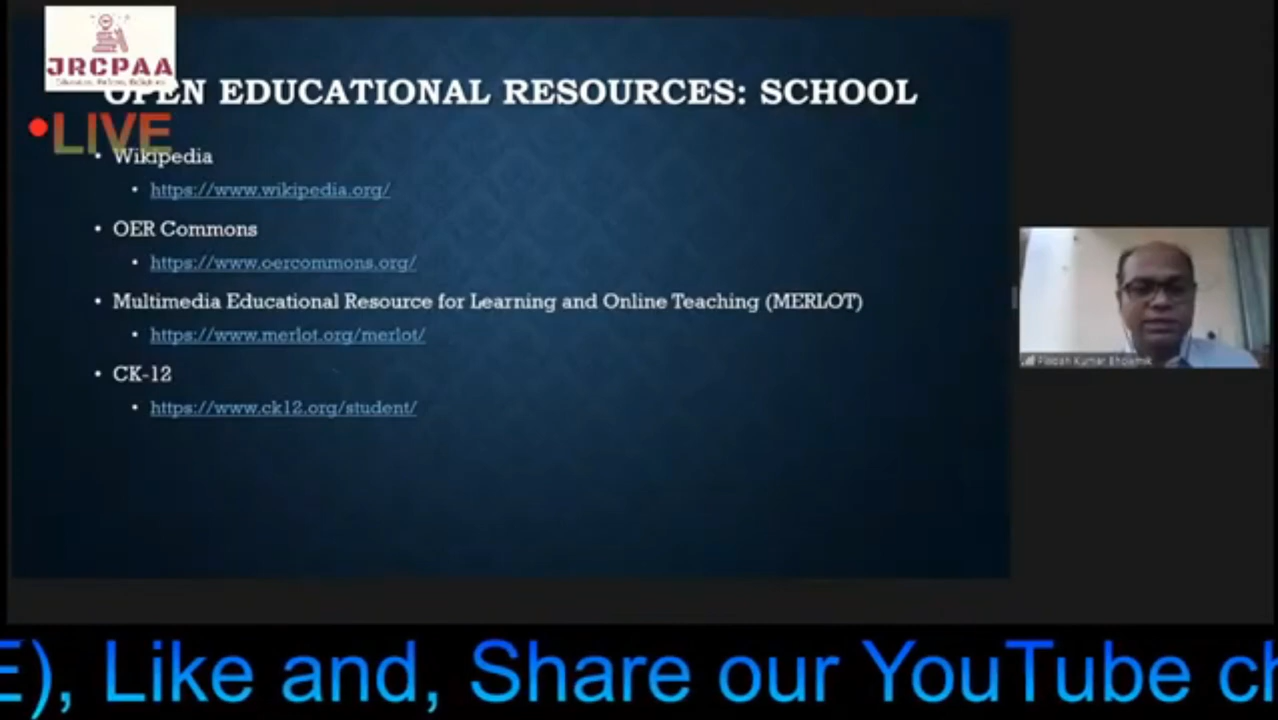 JRCPAA
OPEN EDUCATIONAL RESOURCES: SCHOOL
LIVE
• Wikipedia
• https://www.wikipedia.org/
• OER Commons
• https://www.oercommons.org/
• Multimedia Educational Resource for Learning and Online Teaching (MERLOT)
• https://www.merlot.org/merlot/
• CK-12
• https://www.ck12.org/student/
Kumar
E), Like and, Share our YouTube ch